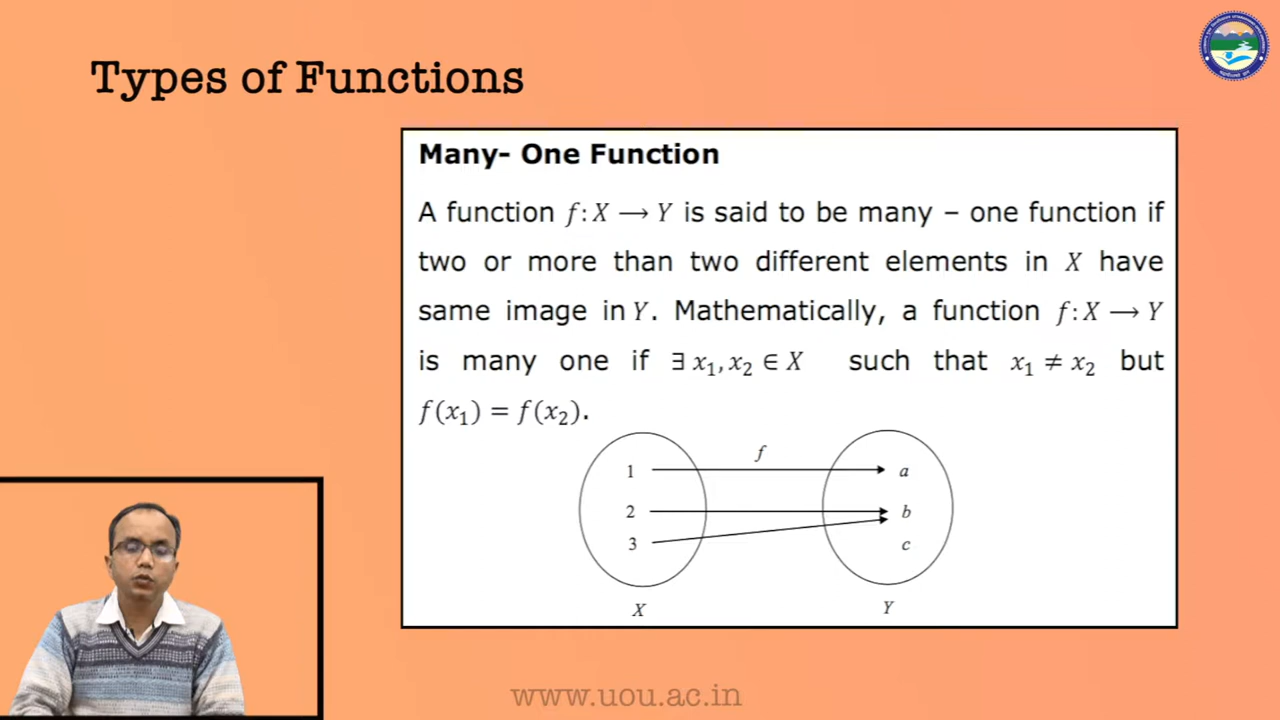 Types of Functions
Many- One Function
A function f: X ⟶ Y is said to be many – one function if
two or more than two different elements in X have
same image in Y. Mathematically, a function f: X ⟶ Y
is many one if ∃ x₁, x₂ ∈ X such that x₁ ≠ x₂ but
f(x₁) = f(x₂).
f
1 a
2 b
3 c
X Y
www.uou.ac.in